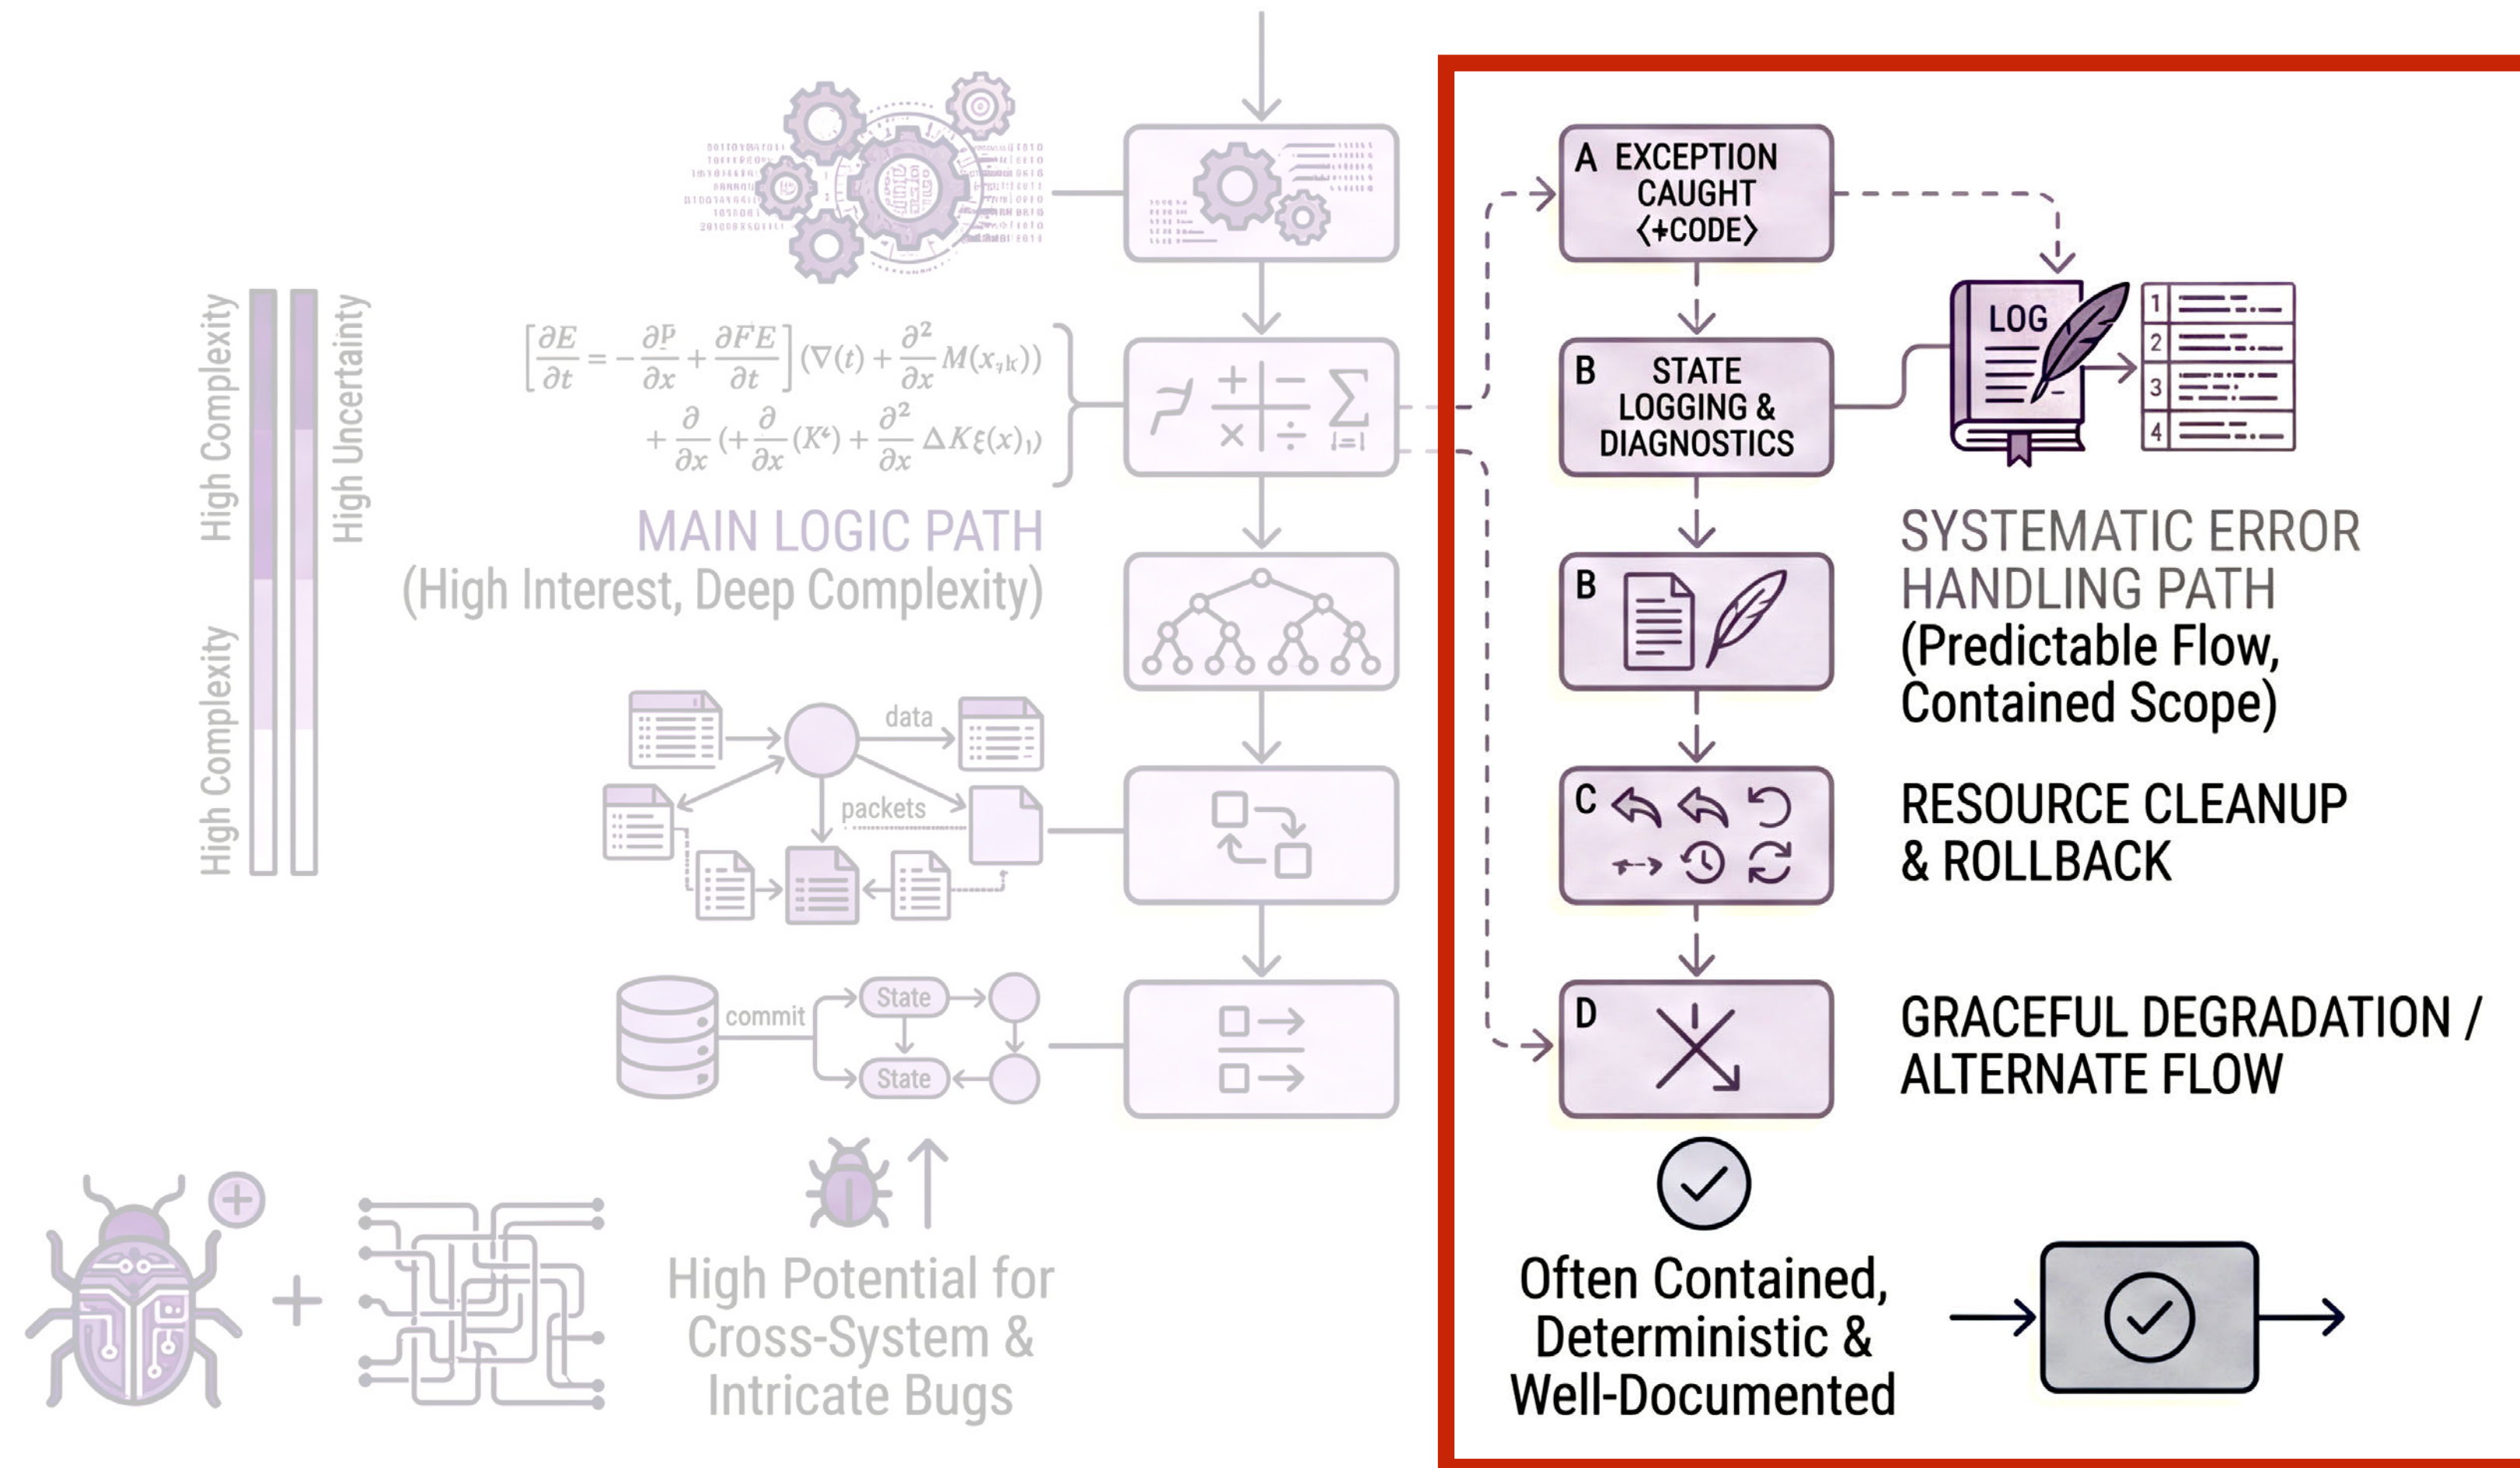 High Complexity
High Uncertainty
High Complexity
MAIN LOGIC PATH
(High Interest, Deep Complexity)
data
packets
commit
State
State
High Potential for
Cross-System &
Intricate Bugs
A EXCEPTION
CAUGHT
⟨+CODE⟩
B STATE
LOGGING &
DIAGNOSTICS
LOG
1
2
3
4
B
SYSTEMATIC ERROR
HANDLING PATH
(Predictable Flow,
Contained Scope)
C
RESOURCE CLEANUP
& ROLLBACK
D
GRACEFUL DEGRADATION /
ALTERNATE FLOW
Often Contained,
Deterministic &
Well-Documented